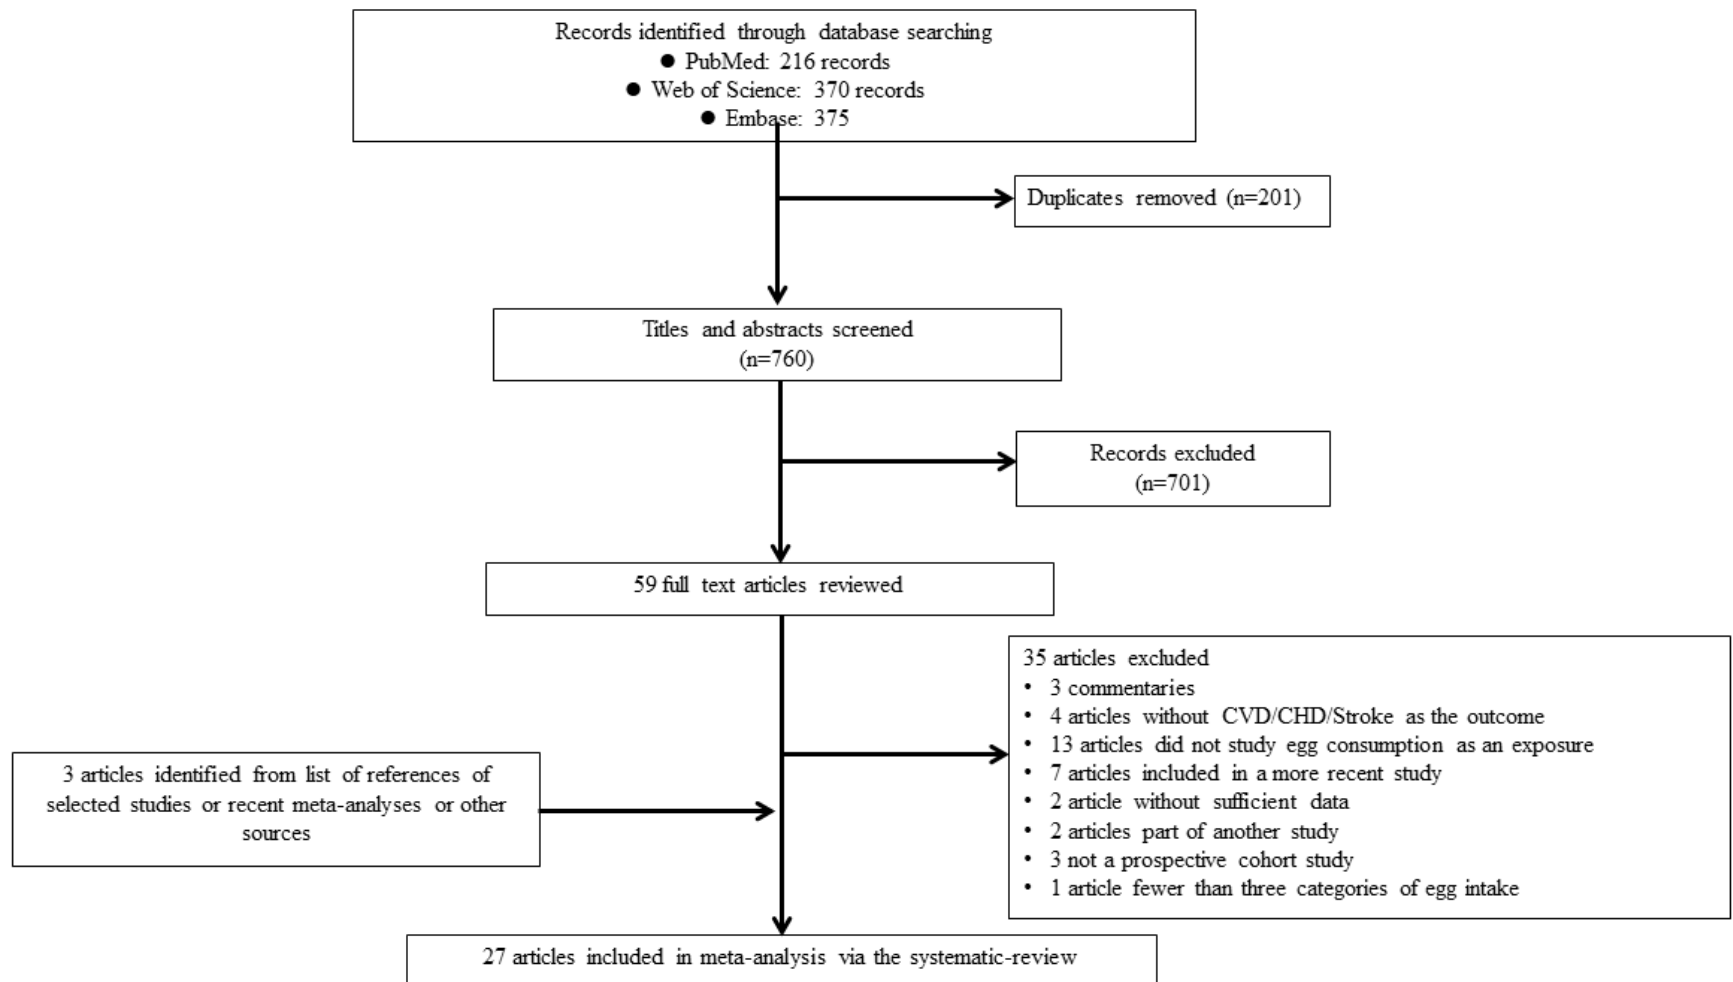 Records identified through database searching
● PubMed: 216 records
● Web of Science: 370 records
● Embase: 375
Duplicates removed (n=201)
Titles and abstracts screened
(n=760)
Records excluded
(n=701)
59 full text articles reviewed
35 articles excluded
• 3 commentaries
• 4 articles without CVD/CHD/Stroke as the outcome
• 13 articles did not study egg consumption as an exposure
• 7 articles included in a more recent study
• 2 article without sufficient data
• 2 articles part of another study
• 3 not a prospective cohort study
• 1 article fewer than three categories of egg intake
3 articles identified from list of references of
selected studies or recent meta-analyses or other
sources
27 articles included in meta-analysis via the systematic-review